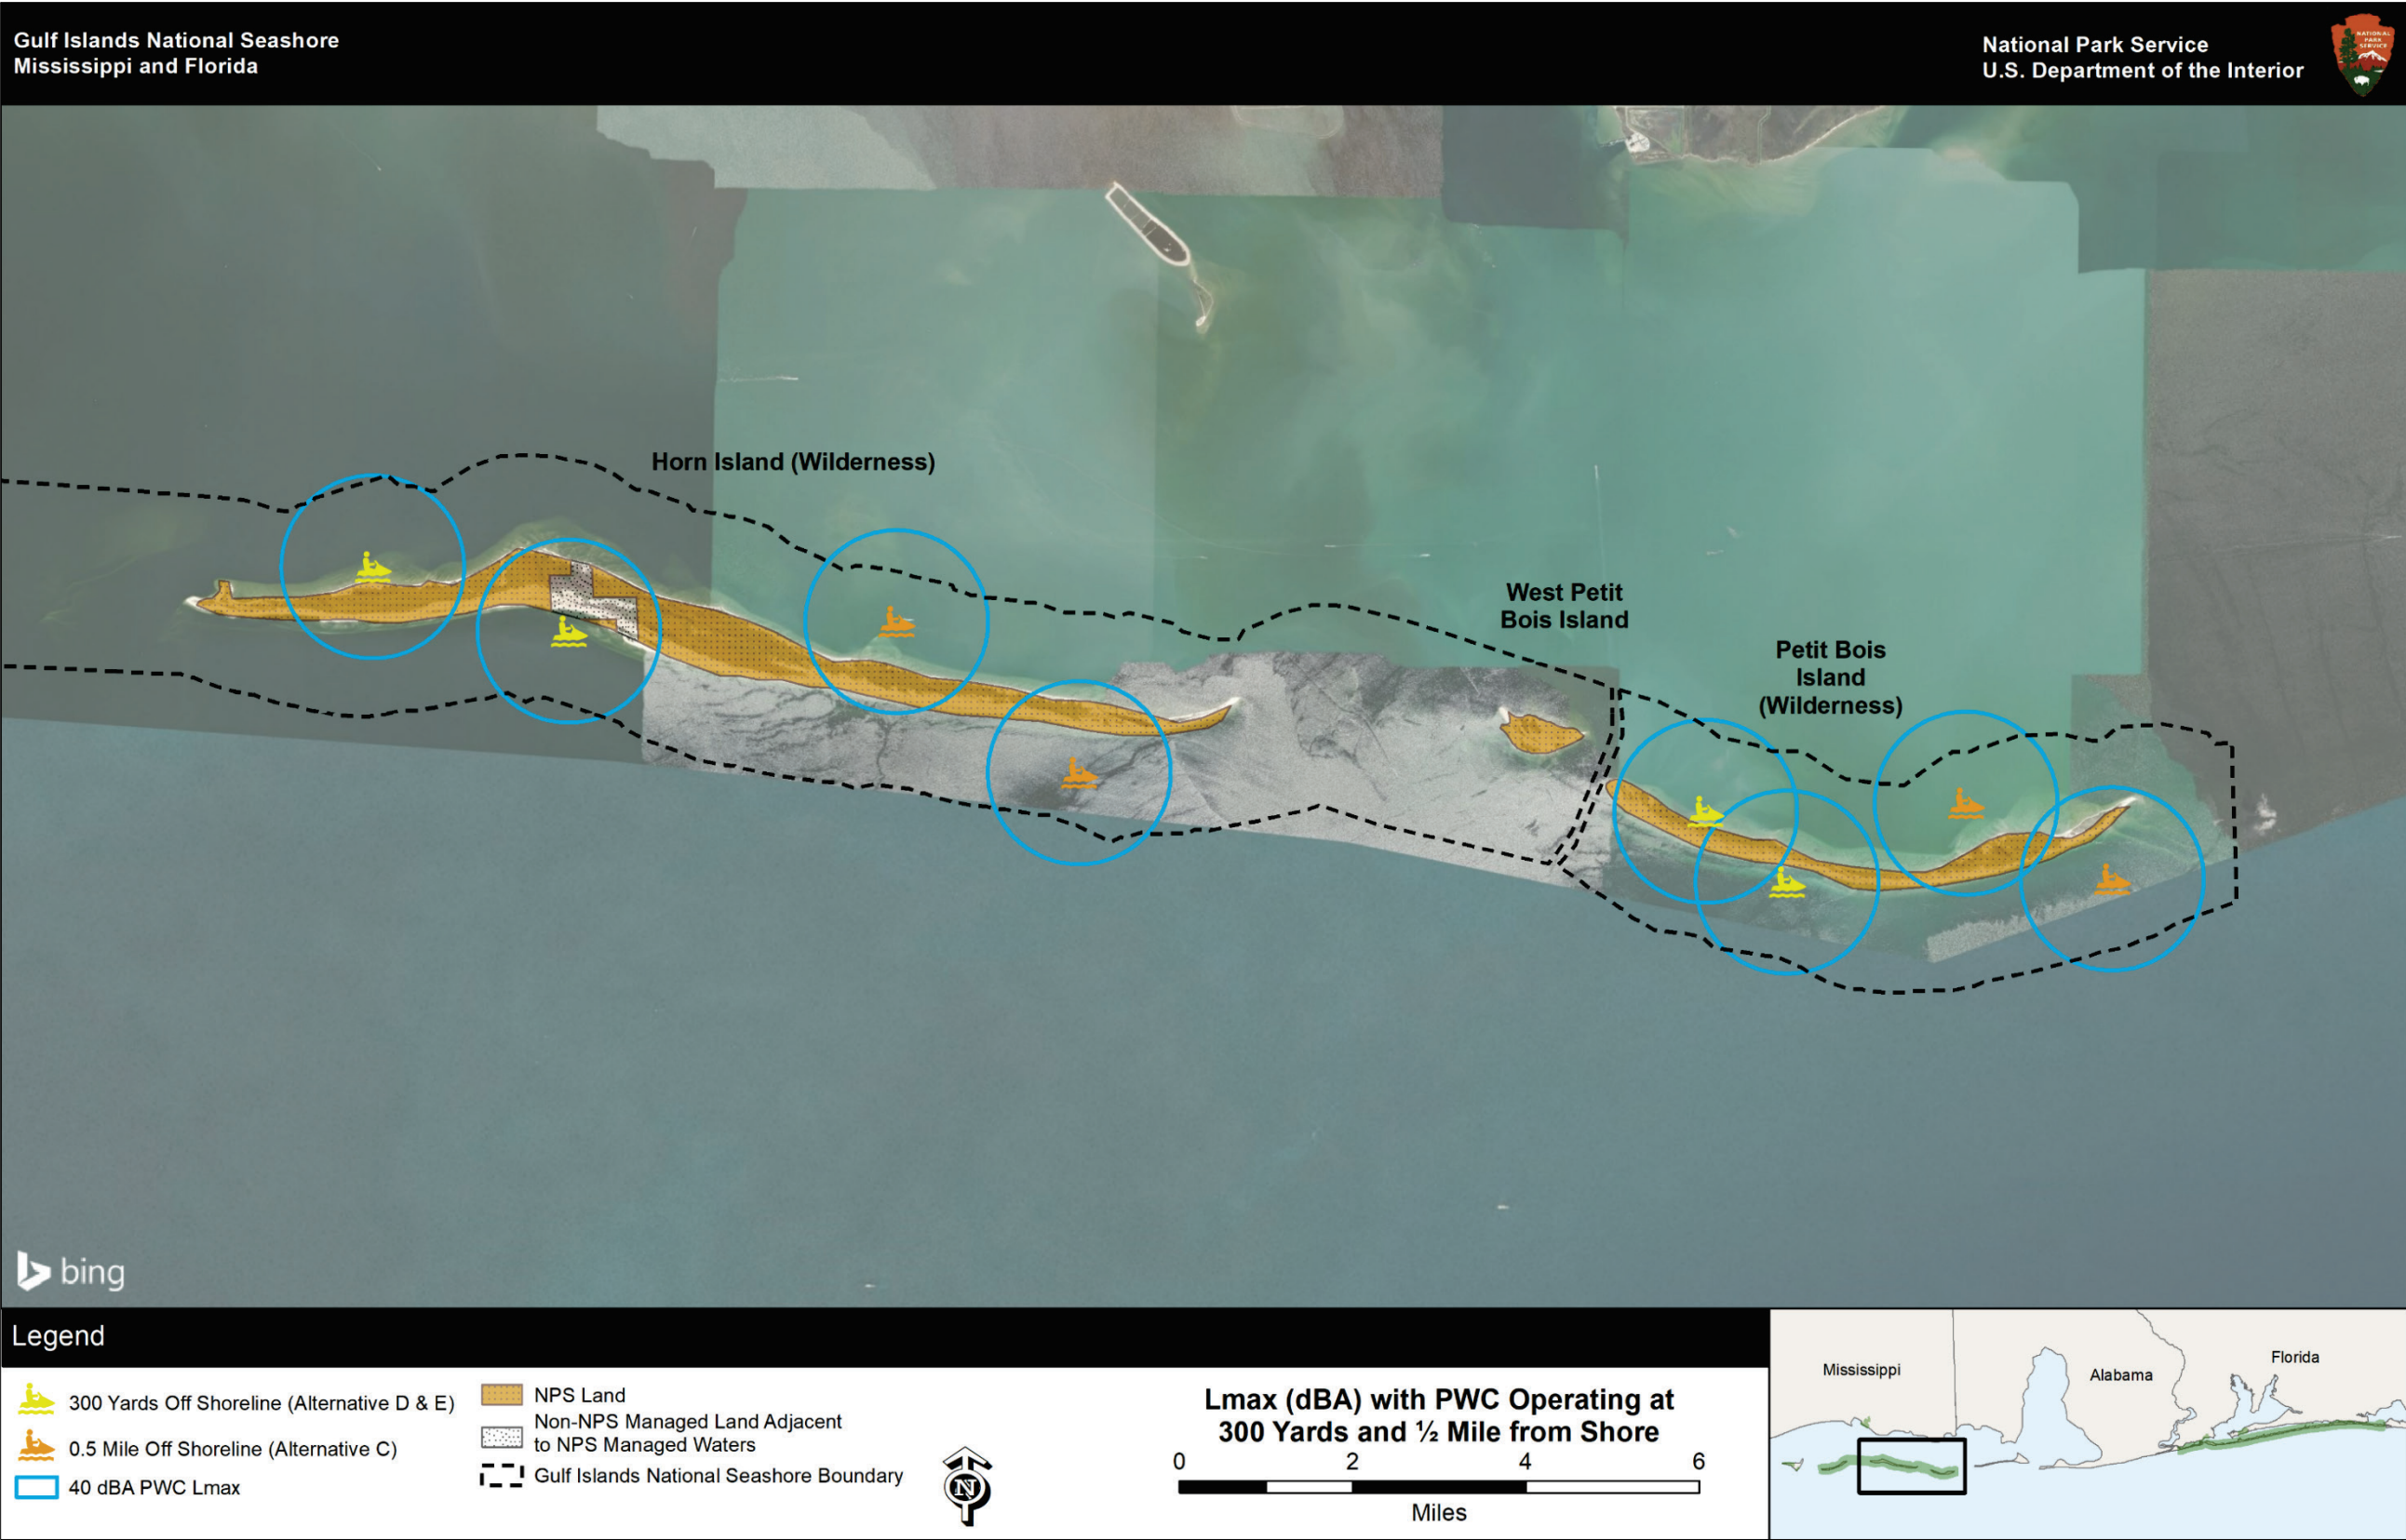 Gulf Islands National Seashore
Mississippi and Florida
National Park Service
U.S. Department of the Interior
NATIONAL
PARK
SERVICE
Horn Island (Wilderness)
West Petit
Bois Island
Petit Bois
Island
(Wilderness)
bing
Legend
300 Yards Off Shoreline (Alternative D & E)
0.5 Mile Off Shoreline (Alternative C)
40 dBA PWC Lmax
NPS Land
Non-NPS Managed Land Adjacent
to NPS Managed Waters
Gulf Islands National Seashore Boundary
N
Lmax (dBA) with PWC Operating at
300 Yards and ½ Mile from Shore
0 2 4 6
Miles
Mississippi
Alabama
Florida